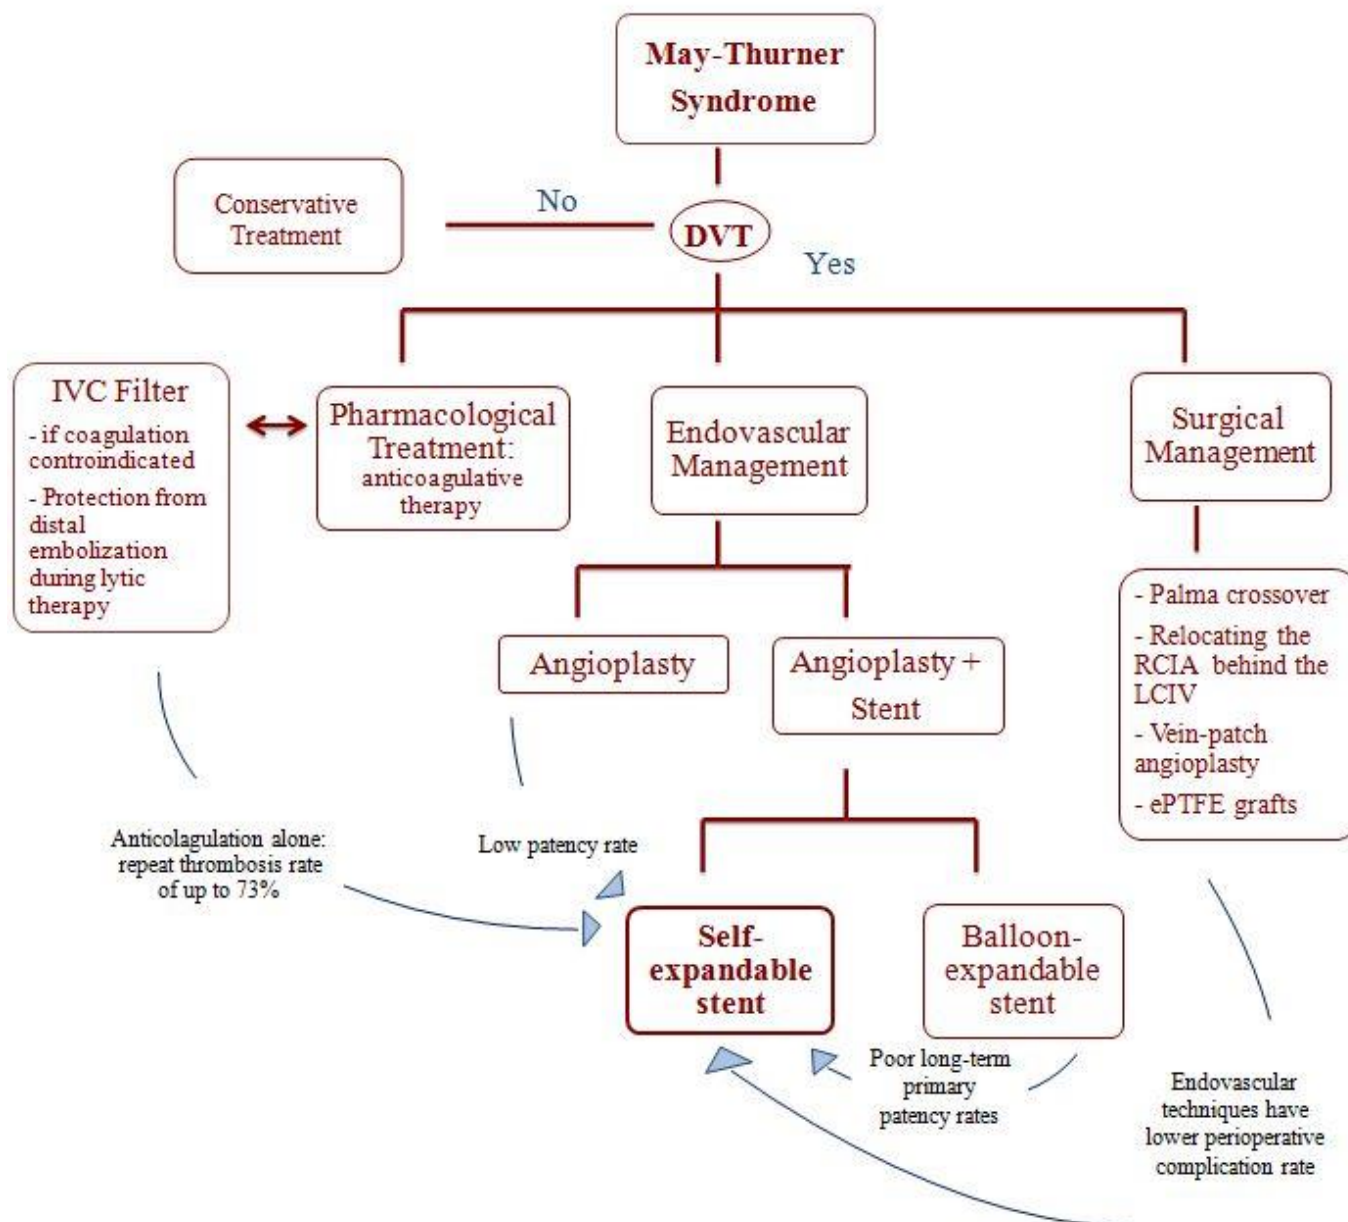 May-Thurner
Syndrome
Conservative
Treatment
No
DVT
Yes
IVC Filter
- if coagulation
controindicated
- Protection from
distal
embolization
during lytic
therapy
Pharmacological
Treatment:
anticoagulative
therapy
Endovascular
Management
Surgical
Management
Angioplasty
Angioplasty +
Stent
- Palma crossover
- Relocating the
RCIA behind the
LCIV
- Vein-patch
angioplasty
- ePTFE grafts
Anticolagulation alone:
repeat thrombosis rate
of up to 73%
Low patency rate
Self-
expandable
stent
Balloon-
expandable
stent
Poor long-term
primary
patency rates
Endovascular
techniques have
lower perioperative
complication rate